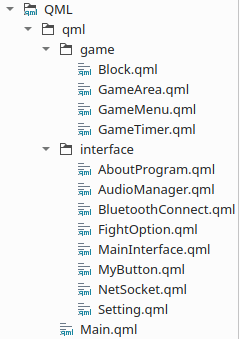 QML
qml
game
Block.qml
GameArea.qml
GameMenu.qml
GameTimer.qml
interface
AboutProgram.qml
AudioManager.qml
BluetoothConnect.qml
FightOption.qml
MainInterface.qml
MyButton.qml
NetSocket.qml
Setting.qml
Main.qml